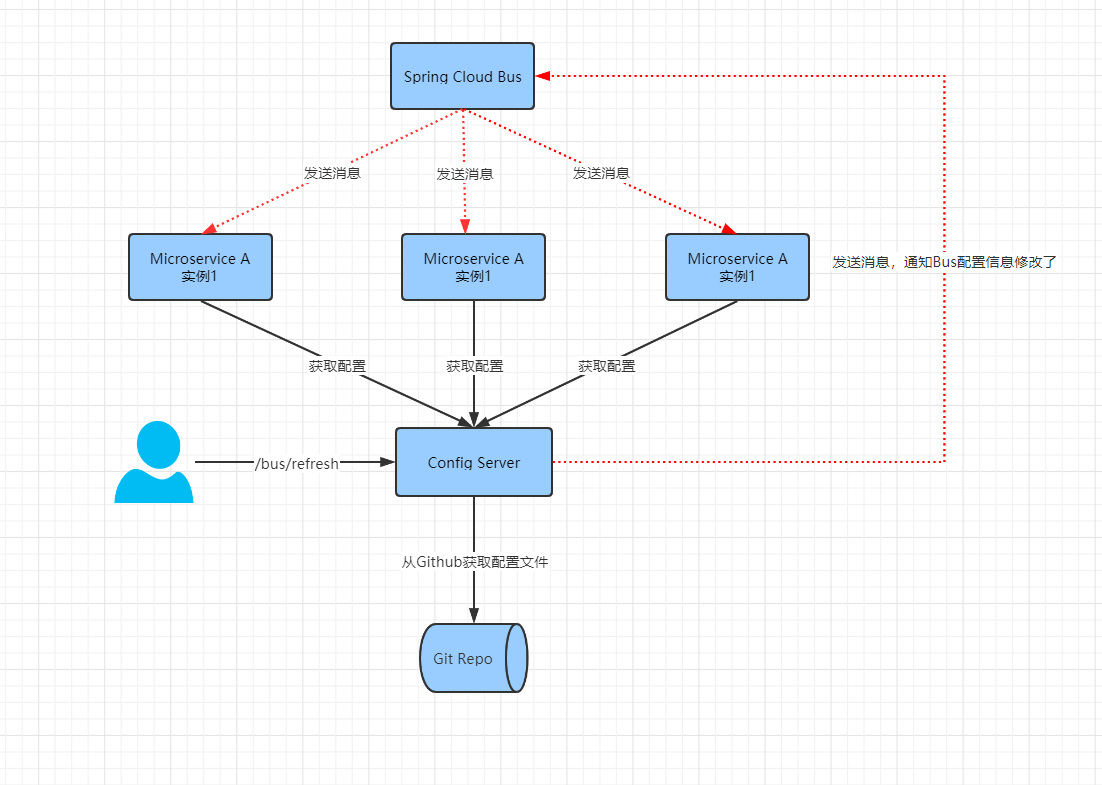 Spring Cloud Bus
发送消息
发送消息
发送消息
Microservice A
实例1
Microservice A
实例1
Microservice A
实例1
发送消息，通知Bus配置信息修改了
获取配置
获取配置
获取配置
/bus/refresh
Config Server
从Github获取配置文件
Git Repo